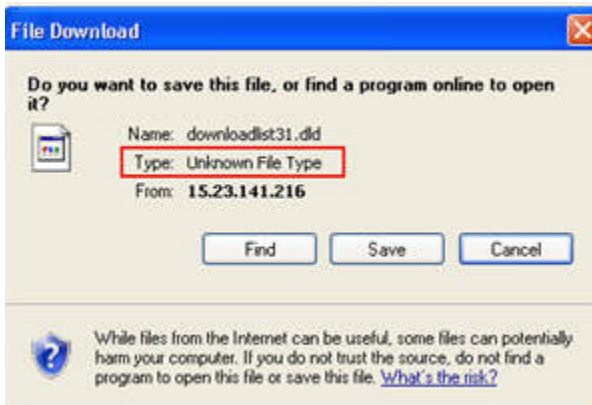 File Download
Do you want to save this file, or find a program online to open
it?
Name: downloadlist31.dld
Type: Unknown File Type
From: 15.23.141.216
Find Save Cancel
While files from the Internet can be useful, some files can potentially
harm your computer. If you do not trust the source, do not find a
program to open this file or save this file. What's the risk?